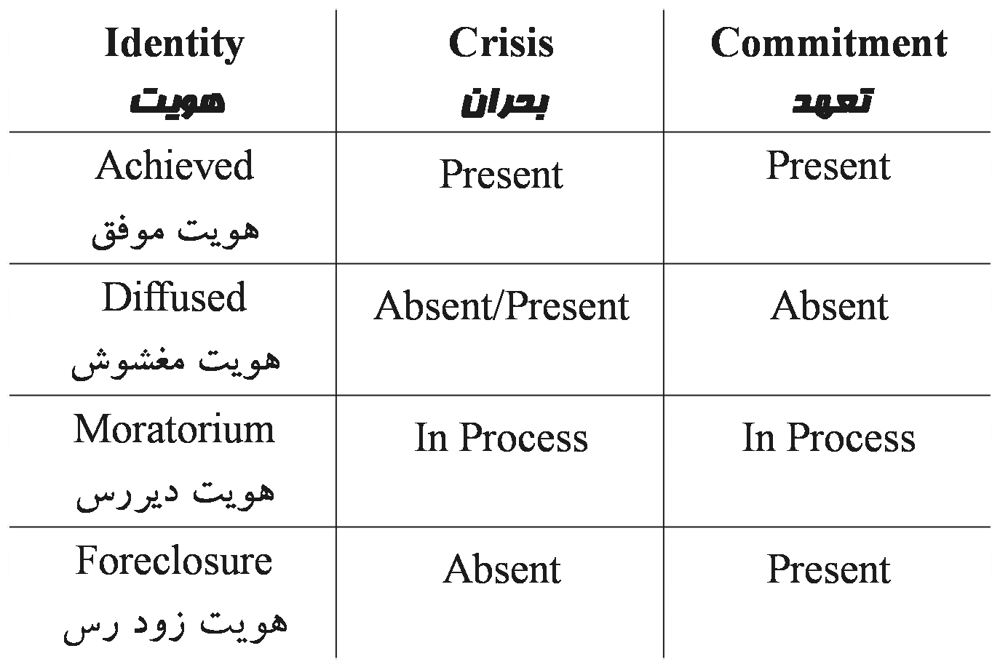 Identity Crisis Commitment
هویت بحران تعهد
Achieved Present Present
هویت موفق
Diffused Absent/Present Absent
هویت مغشوش
Moratorium In Process In Process
هویت دیررس
Foreclosure Absent Present
هویت زود رس